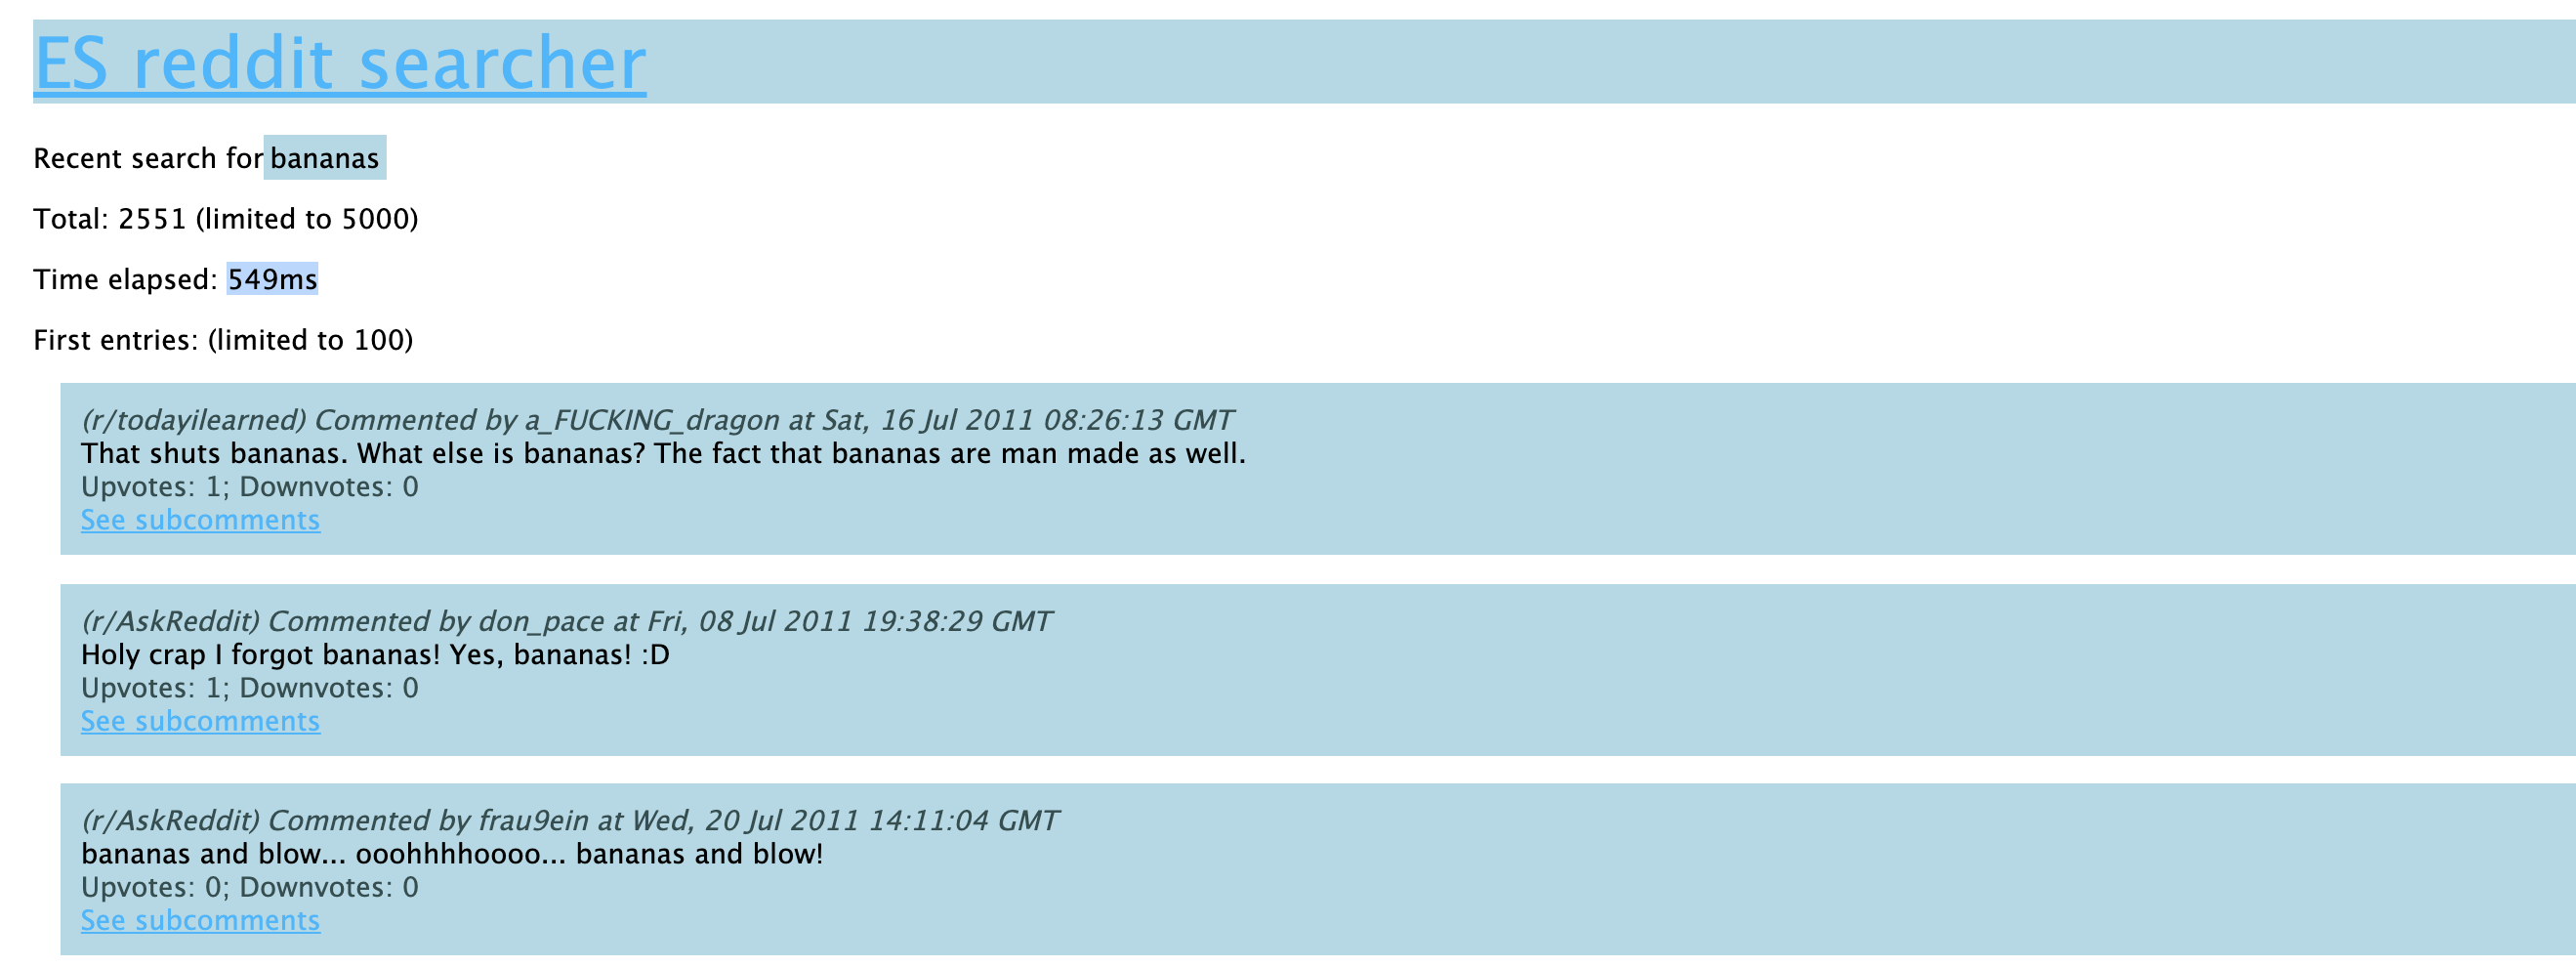 ES reddit searcher
Recent search for bananas
Total: 2551 (limited to 5000)
Time elapsed: 549ms
First entries: (limited to 100)
(r/todayilearned) Commented by a_FUCKING_dragon at Sat, 16 Jul 2011 08:26:13 GMT
That shuts bananas. What else is bananas? The fact that bananas are man made as well.
Upvotes: 1; Downvotes: 0
See subcomments
(r/AskReddit) Commented by don_pace at Fri, 08 Jul 2011 19:38:29 GMT
Holy crap I forgot bananas! Yes, bananas! :D
Upvotes: 1; Downvotes: 0
See subcomments
(r/AskReddit) Commented by frau9ein at Wed, 20 Jul 2011 14:11:04 GMT
bananas and blow... ooohhhhoooo... bananas and blow!
Upvotes: 0; Downvotes: 0
See subcomments